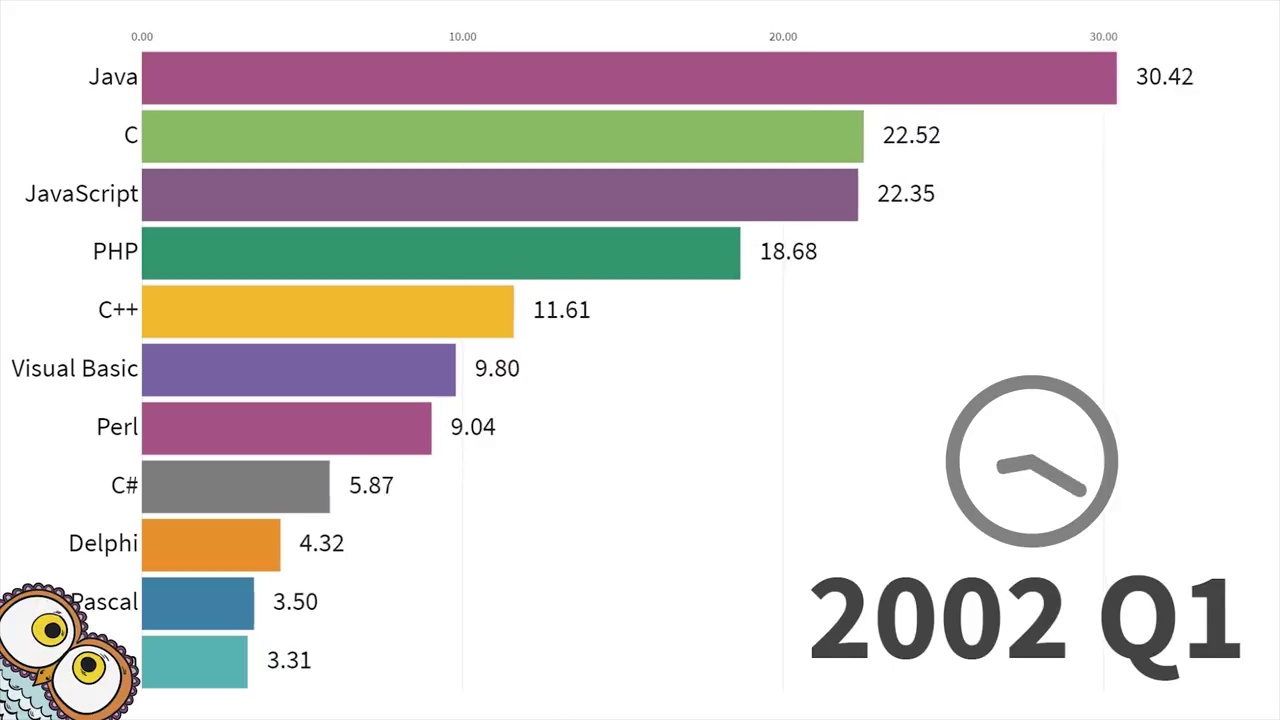 0.00 10.00 20.00 30.00
Java 30.42
C 22.52
JavaScript 22.35
PHP 18.68
C++ 11.61
Visual Basic 9.80
Perl 9.04
C# 5.87
Delphi 4.32
Pascal 3.50
3.31
2002 Q1